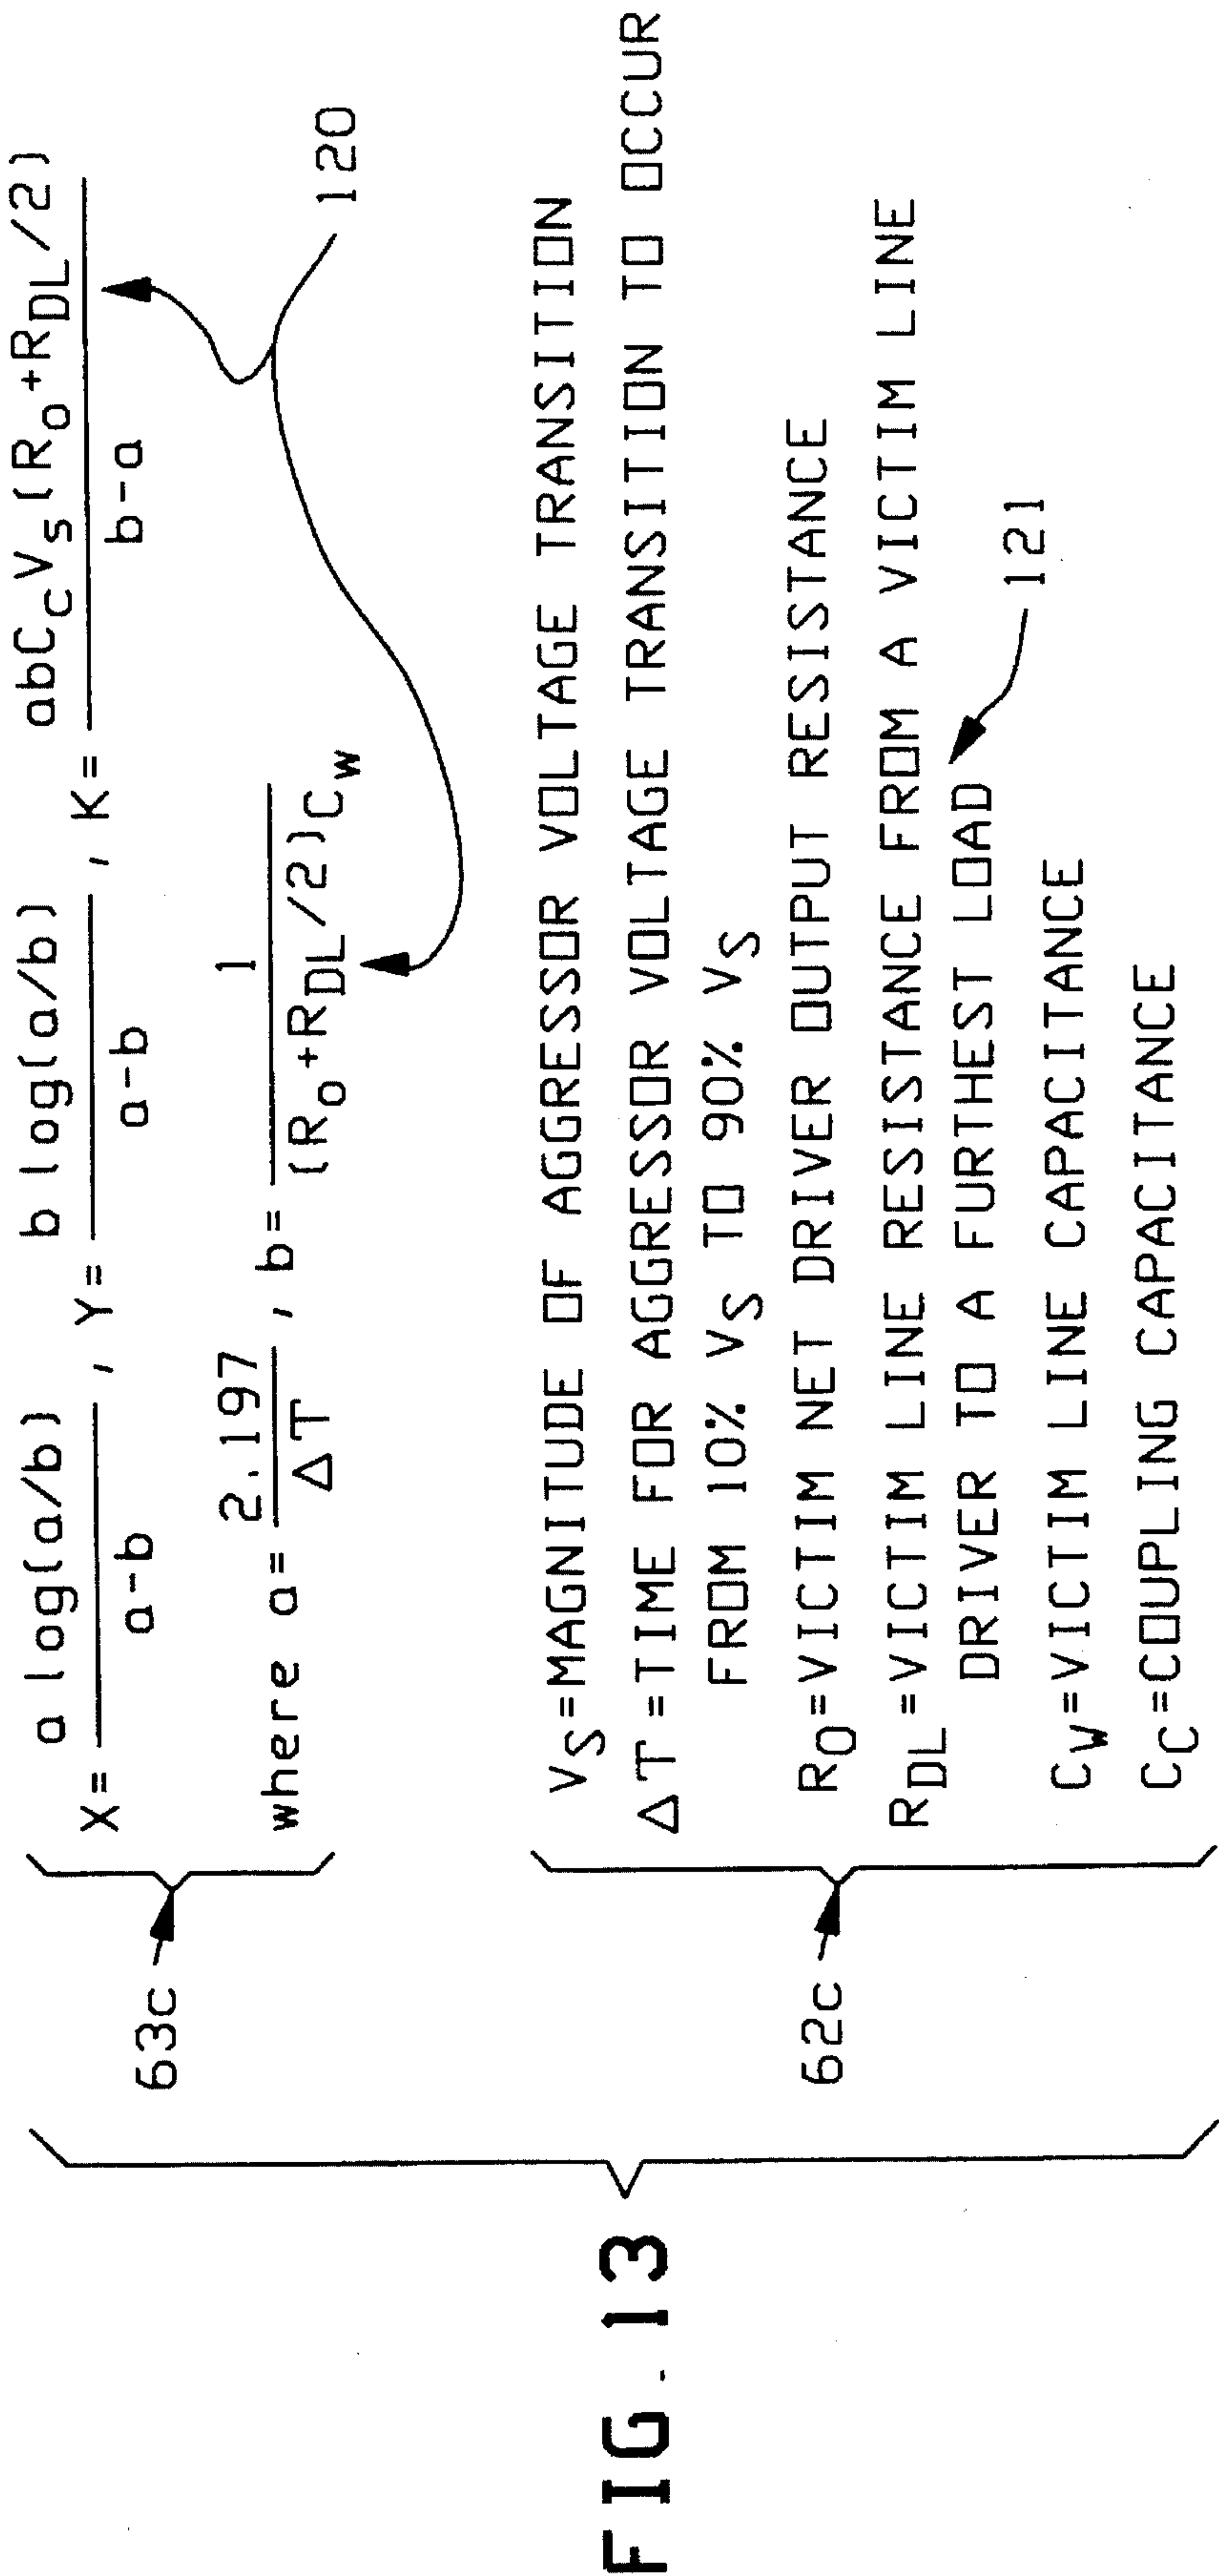 X= a log(a/b) / a-b , Y= b log(a/b) / a-b , K= abC_C V_S (R_O+R_DL/2) / b-a
where a= 2.197 / ΔT , b= 1 / (R_O+R_DL/2)C_W
120
63c
V_S=MAGNITUDE OF AGGRESSOR VOLTAGE TRANSITION
ΔT=TIME FOR AGGRESSOR VOLTAGE TRANSITION TO OCCUR
FROM 10% V_S TO 90% V_S
R_O=VICTIM NET DRIVER OUTPUT RESISTANCE
R_DL=VICTIM LINE RESISTANCE FROM A VICTIM LINE
DRIVER TO A FURTHEST LOAD
121
C_W=VICTIM LINE CAPACITANCE
C_C=COUPLING CAPACITANCE
62c
FIG. 13